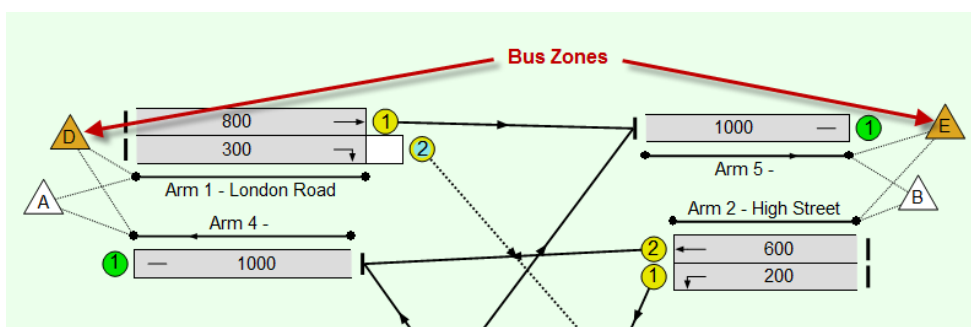 Bus Zones
D
800
1
1000
1
E
300
2
Arm 5 -
A
Arm 1 - London Road
B
Arm 4 -
Arm 2 - High Street
1
1000
2
600
1
200